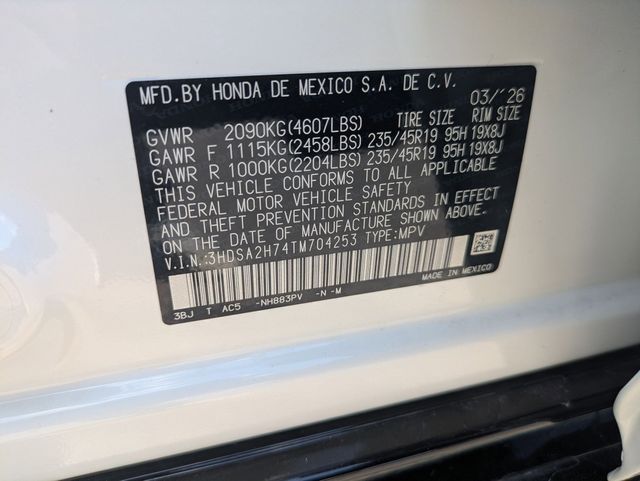 MFD.BY HONDA DE MEXICO S.A. DE C.V. 03/'26
TIRE SIZE RIM SIZE
GVWR 2090KG(4607LBS)
GAWR F 1115KG(2458LBS) 235/45R19 95H 19X8J
GAWR R 1000KG(2204LBS) 235/45R19 95H 19X8J
THIS VEHICLE CONFORMS TO ALL APPLICABLE
FEDERAL MOTOR VEHICLE SAFETY
AND THEFT PREVENTION STANDARDS IN EFFECT
ON THE DATE OF MANUFACTURE SHOWN ABOVE.
V.I.N.:3HDSA2H74TM704253 TYPE:MPV
MADE IN MEXICO
3BJ T AC5 -NH883PV -N -M